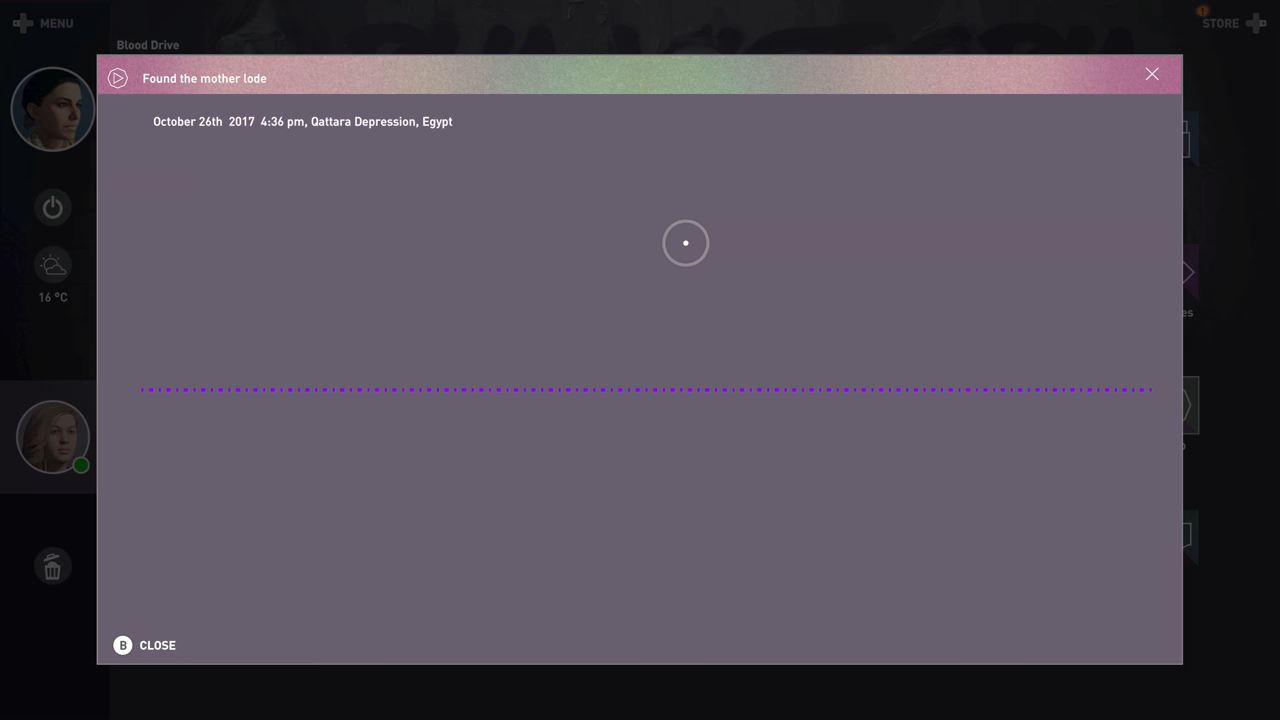 MENU
STORE
Blood Drive
Found the mother lode
October 26th 2017 4:36 pm, Qattara Depression, Egypt
16 °C
es
B CLOSE